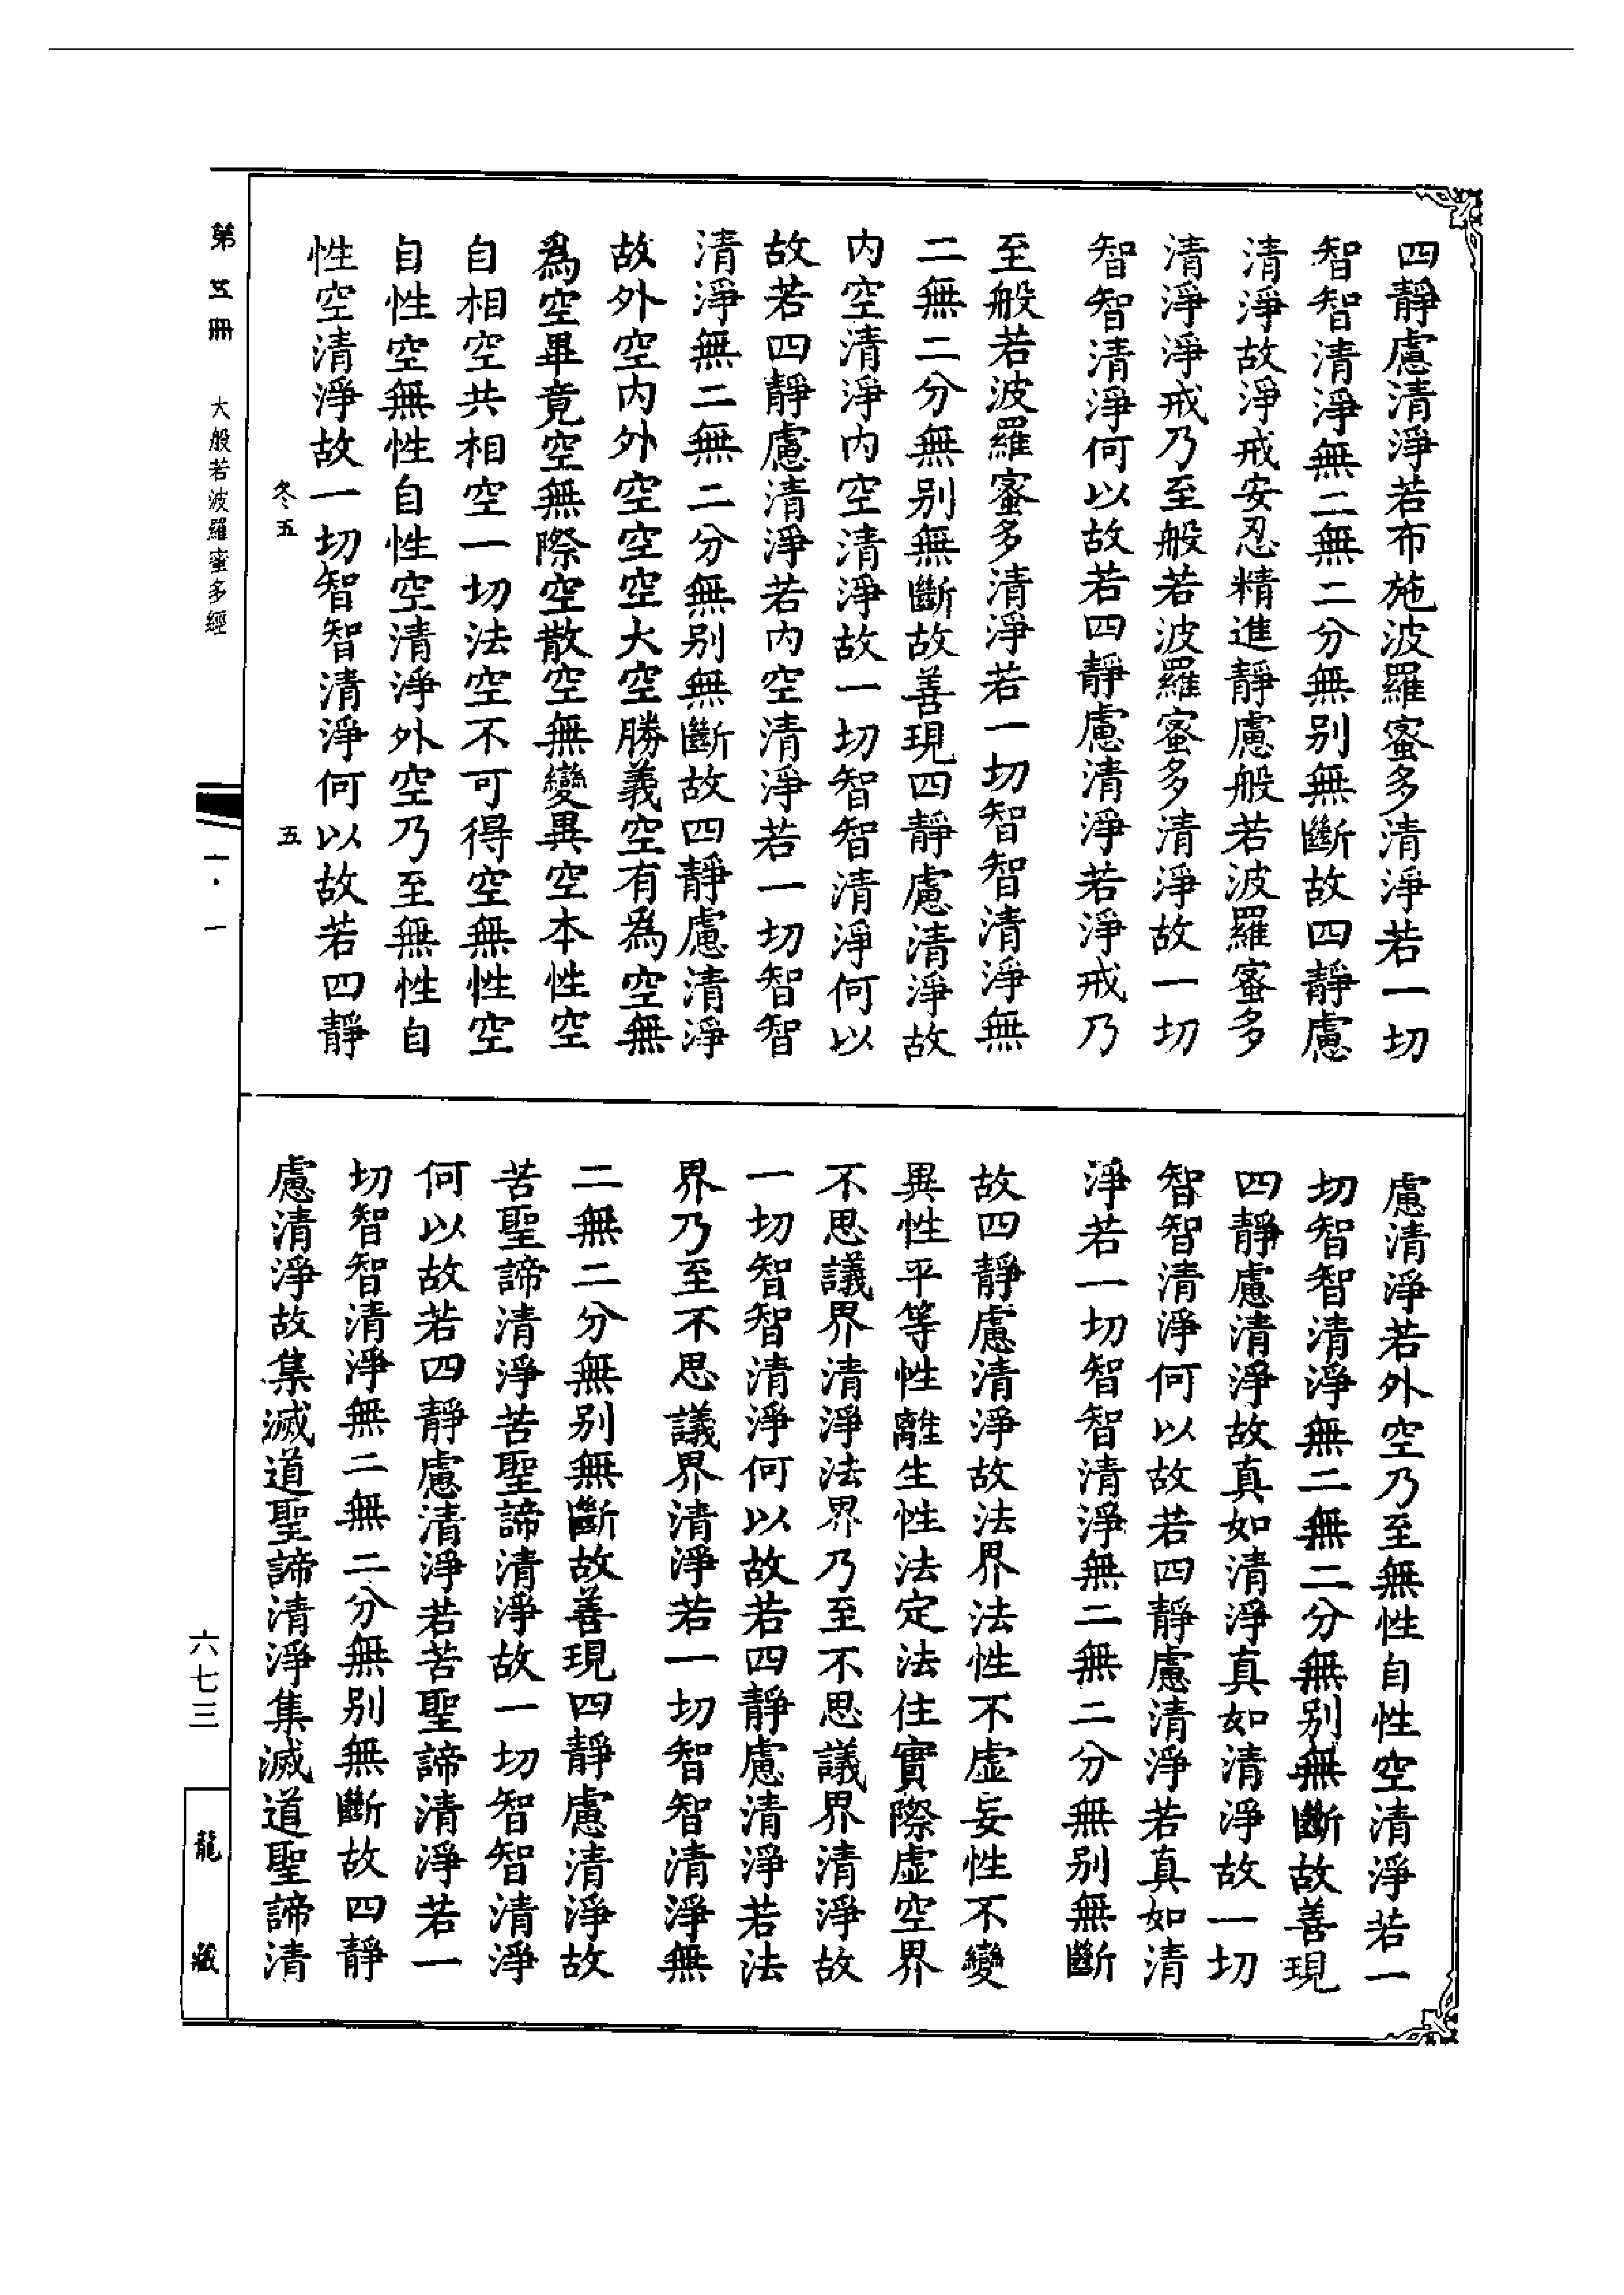 四靜慮清淨若布施波羅蜜多清淨若一切
智智清淨無二無二分無別無斷故四靜慮
清淨故淨戒安忍精進靜慮般若波羅蜜多
清淨淨戒乃至般若波羅蜜多清淨故一切
智智清淨何以故若四靜慮清淨若淨戒乃
至般若波羅蜜多清淨若一切智智清淨無
二無二分無別無斷故善現四靜慮清淨故
內空清淨內空清淨故一切智智清淨何以
故若四靜慮清淨若內空清淨若一切智智
清淨無二無二分無別無斷故四靜慮清淨
故外空內外空空空大空勝義空有為空無
為空畢竟空無際空散空無變異空本性空
自相空共相空一切法空不可得空無性空
自性空無性自性空清淨外空乃至無性自
性空清淨故一切智智清淨何以故若四靜
冬五
五
慮清淨若外空乃至無性自性空清淨若一
切智智清淨無二無二分無別無斷故善現
四靜慮清淨故真如清淨真如清淨故一切
智智清淨何以故若四靜慮清淨若真如清
淨若一切智智清淨無二無二分無別無斷
故四靜慮清淨故法界法性不虛妄性不變
異性平等性離生性法定法住實際虛空界
不思議界清淨法界乃至不思議界清淨故
一切智智清淨何以故若四靜慮清淨若法
界乃至不思議界清淨若一切智智清淨無
二無二分無別無斷故善現四靜慮清淨故
苦聖諦清淨苦聖諦清淨故一切智智清淨
何以故若四靜慮清淨若苦聖諦清淨若一
切智智清淨無二無二分無別無斷故四靜
慮清淨故集滅道聖諦清淨集滅道聖諦清
第五冊
大般若波羅蜜多經
一·一
六七三
龍藏